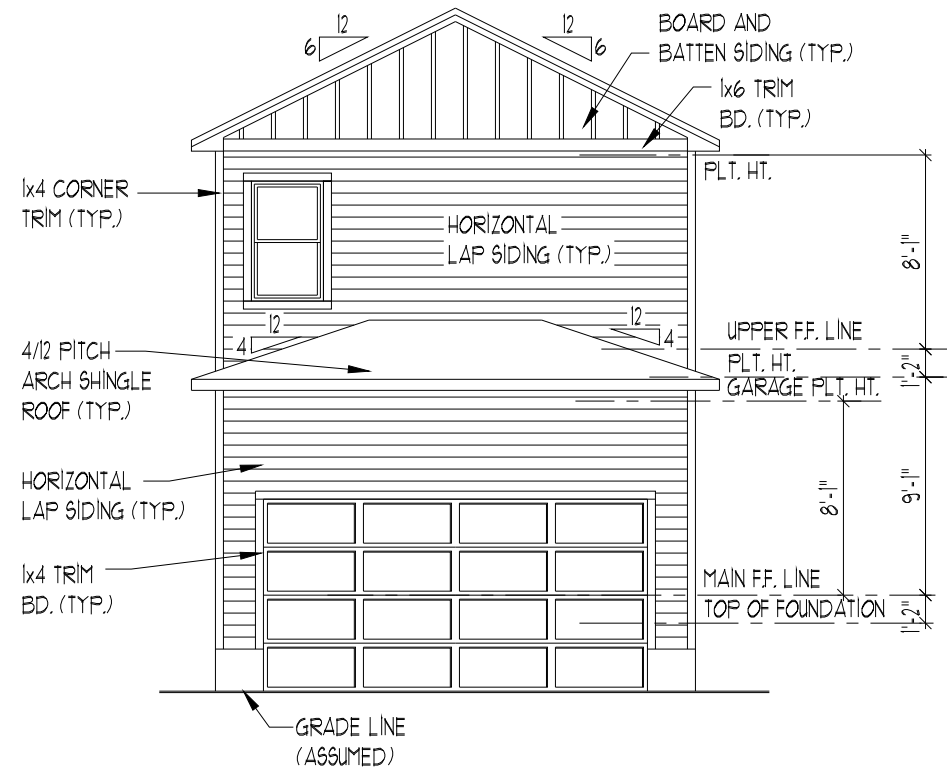 12
6
12
6
BOARD AND
BATTEN SIDING (TYP.)
1x6 TRIM
BD. (TYP.)
PLT. HT.
1x4 CORNER
TRIM (TYP.)
HORIZONTAL
LAP SIDING (TYP.)
8'-1"
12
4
12
4
UPPER F.F. LINE
4/12 PITCH
ARCH SHINGLE
ROOF (TYP.)
PLT. HT.
1'-2"
GARAGE PLT. HT.
HORIZONTAL
LAP SIDING (TYP.)
8'-1"
9'-1"
1x4 TRIM
BD. (TYP.)
MAIN F.F. LINE
TOP OF FOUNDATION
1'-2"
GRADE LINE
(ASSUMED)